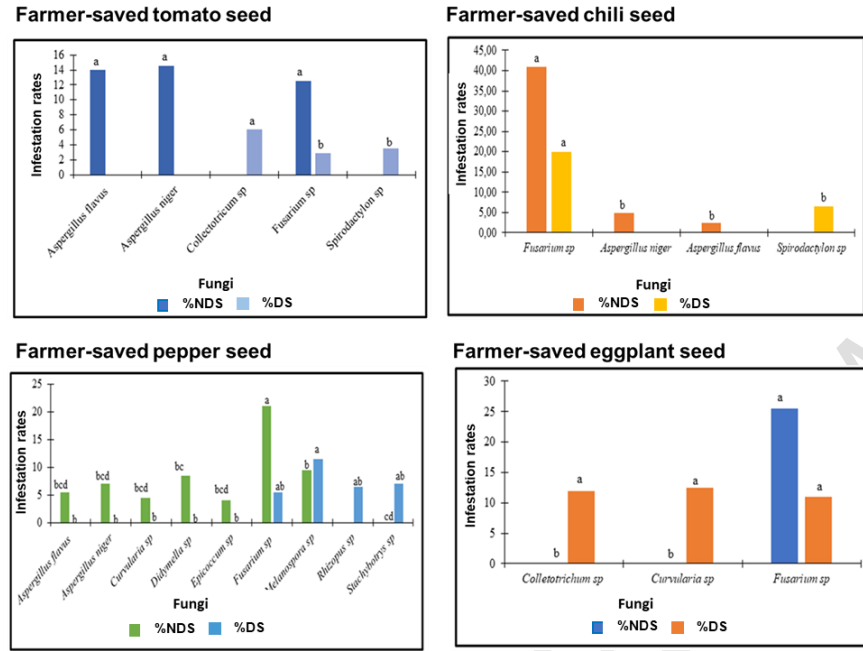 Farmer-saved tomato seed
Infestation rates
16
14
12
10
8
6
4
2
0
a
a
a
a
b
b
Aspergillus flavus
Aspergillus niger
Collectotricum sp
Fusarium sp
Spirodactylon sp
Fungi
%NDS %DS
Farmer-saved chili seed
Infestation rates
45,00
40,00
35,00
30,00
25,00
20,00
15,00
10,00
5,00
0,00
a
a
b
b
b
Fusarium sp
Aspergillus niger
Aspergillus flavus
Spirodactylon sp
Fungi
%NDS %DS
Farmer-saved pepper seed
Infestation rates
25
20
15
10
5
0
bcd
b
bcd
b
bcd
b
bc
b
bcd
b
a
ab
b
a
ab
cd
ab
Aspergillus flavus
Aspergillus niger
Curvularia sp
Didymella sp
Epicoccum sp
Fusarium sp
Melanospora sp
Rhizopus sp
Stachybotrys sp
Fungi
%NDS %DS
Farmer-saved eggplant seed
Infestation rates
30
25
20
15
10
5
0
b
a
b
a
a
a
Colletotrichum sp
Curvularia sp
Fusarium sp
Fungi
%NDS %DS